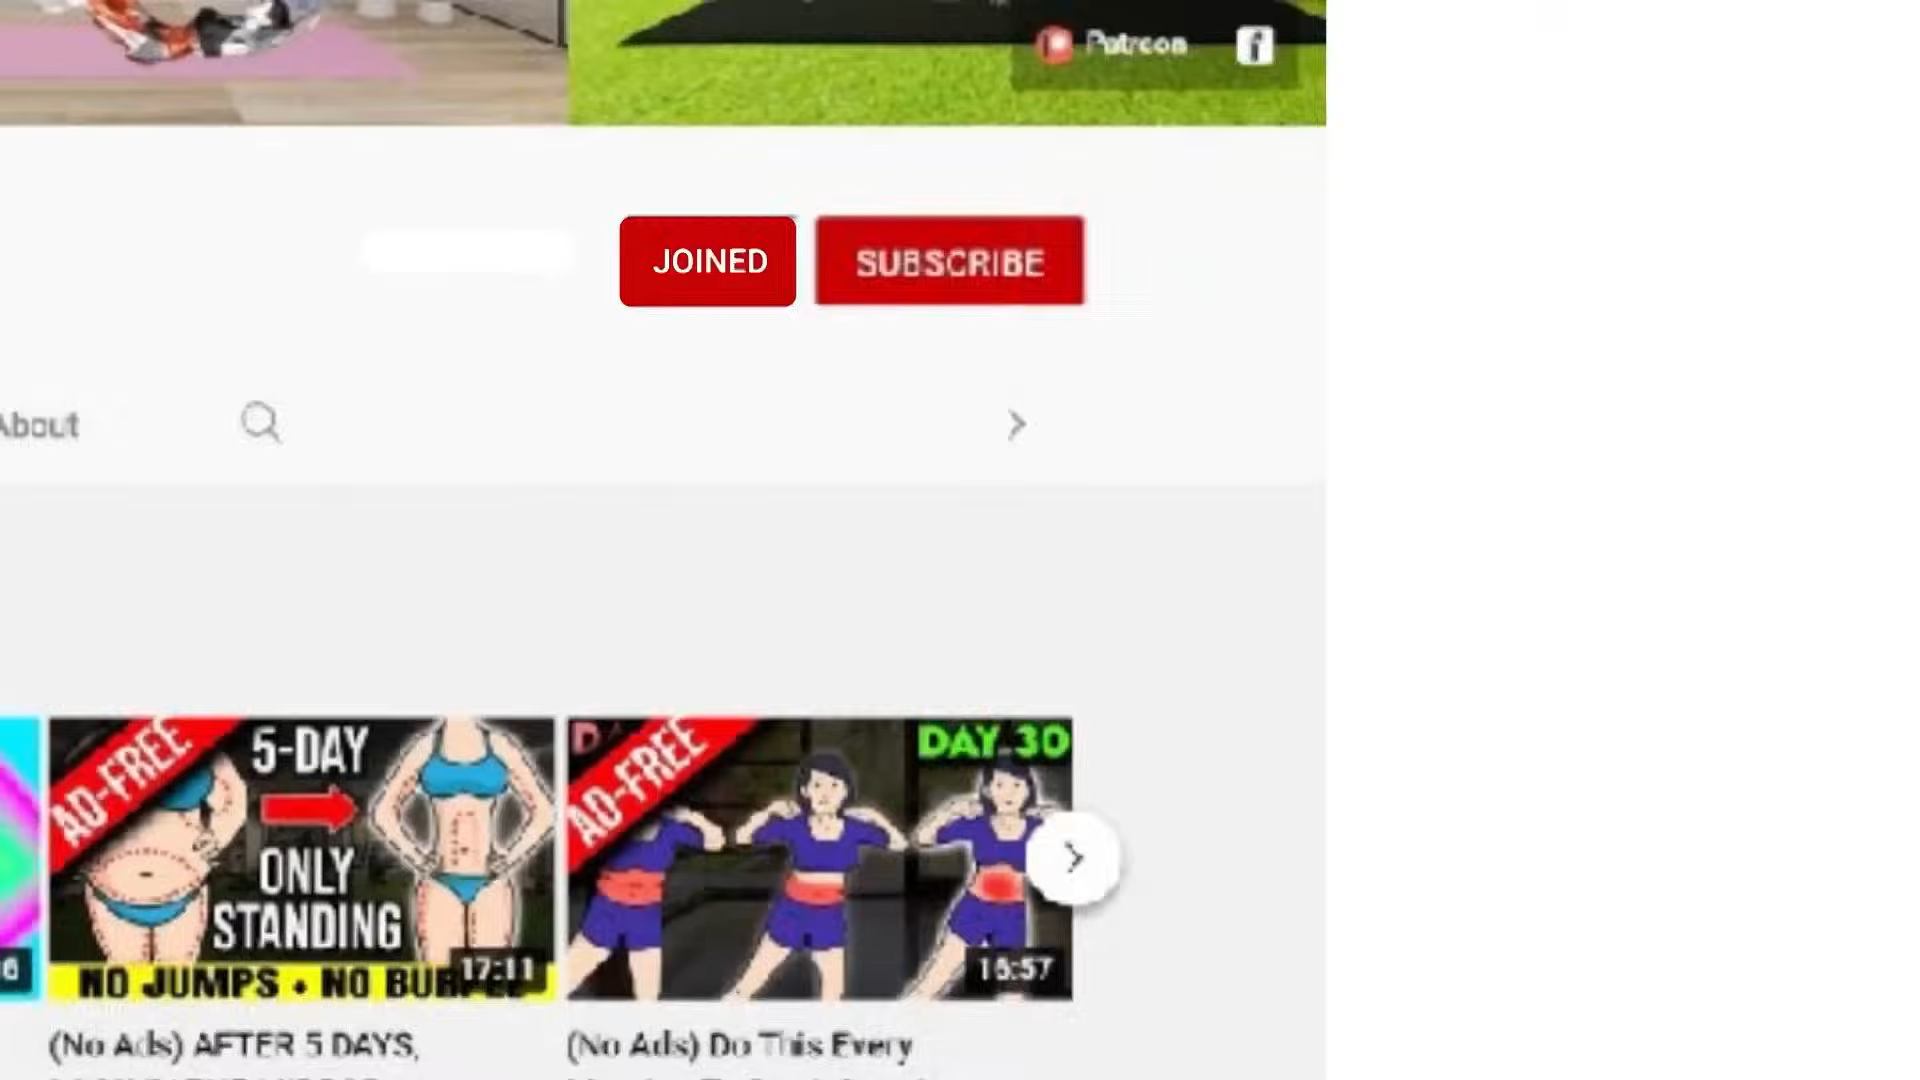 Patreon
JOINED
SUBSCRIBE
About
AD-FREE
5-DAY
ONLY
STANDING
NO JUMPS • NO
17:11
AD-FREE
DAY 30
16:57
(No Ads) AFTER 5 DAYS,
(No Ads) Do This Every